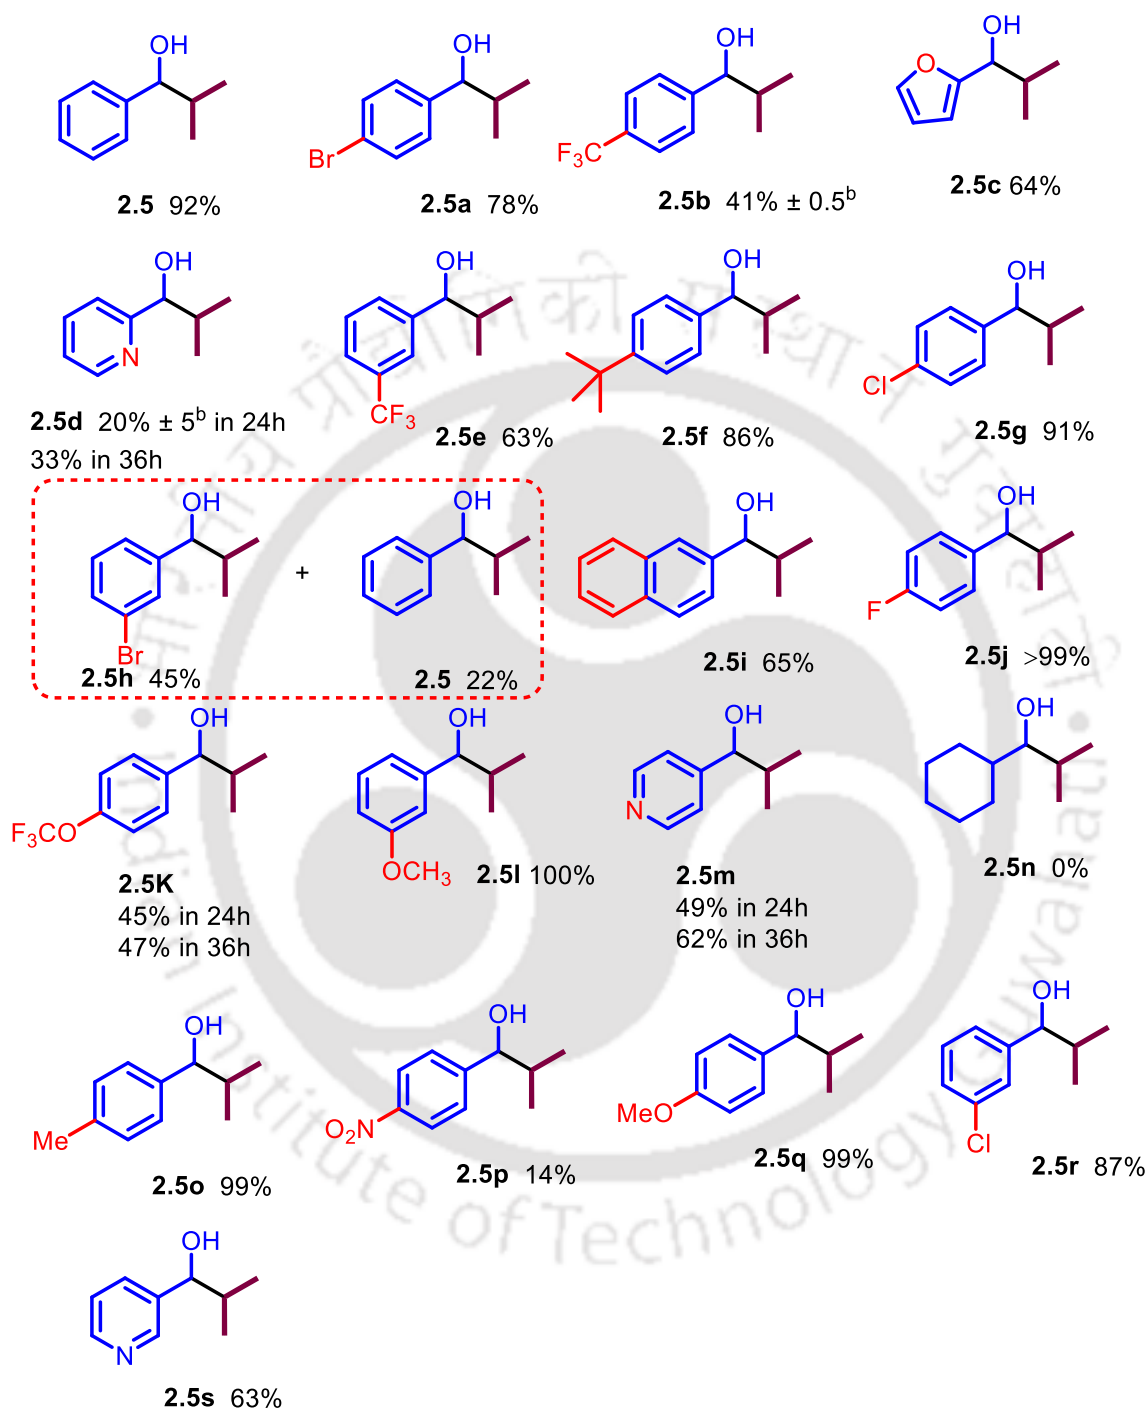 OH OH OH OH
O
Br F3C
2.5 92% 2.5a 78% 2.5b 41% ± 0.5b 2.5c 64%
OH OH OH OH
N CF3 Cl
2.5d 20% ± 5b in 24h 2.5e 63% 2.5f 86% 2.5g 91%
33% in 36h
OH OH OH OH
+
Br F
2.5h 45% 2.5 22% 2.5i 65% 2.5j >99%
OH OH OH OH
F3CO OCH3 N
2.5K 2.5l 100% 2.5m 2.5n 0%
45% in 24h 49% in 24h
47% in 36h 62% in 36h
OH OH OH OH
Me O2N MeO Cl
2.5o 99% 2.5p 14% 2.5q 99% 2.5r 87%
OH
N
2.5s 63%
Indian Institute of Technology Guwahati